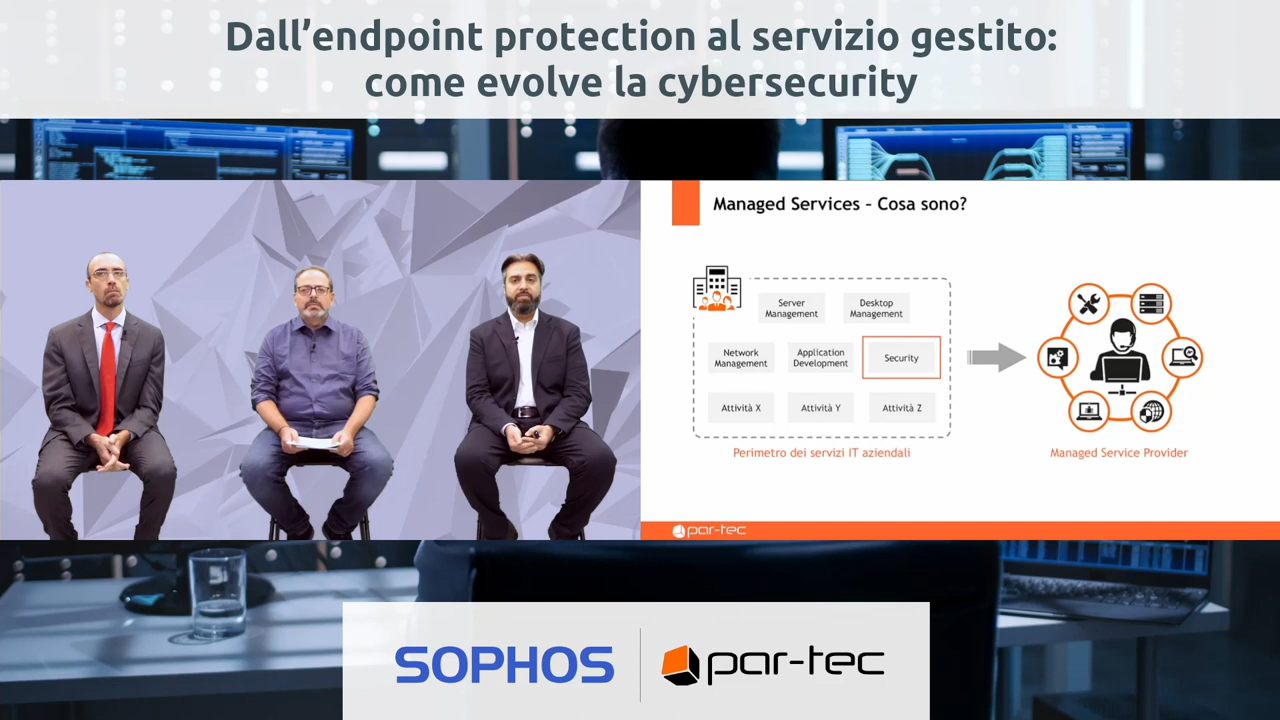 Dall’endpoint protection al servizio gestito:
come evolve la cybersecurity
Managed Services - Cosa sono?
Server
Management
Desktop
Management
Network
Management
Application
Development
Security
Attività X
Attività Y
Attività Z
Perimetro dei servizi IT aziendali
Managed Service Provider
par-tec
SOPHOS
par-tec